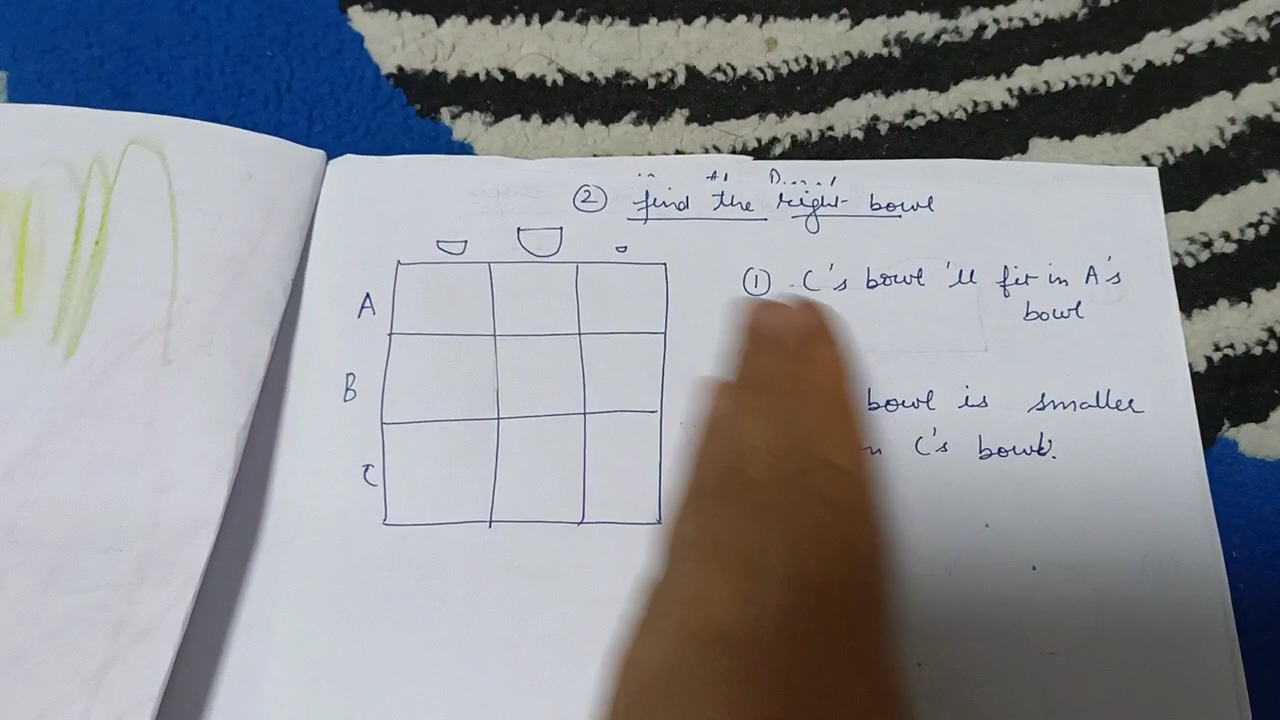 ② find the right bowl
A
B
C
① C's bowl 'll fit in A's
bowl
bowl is smaller
C's bowl.